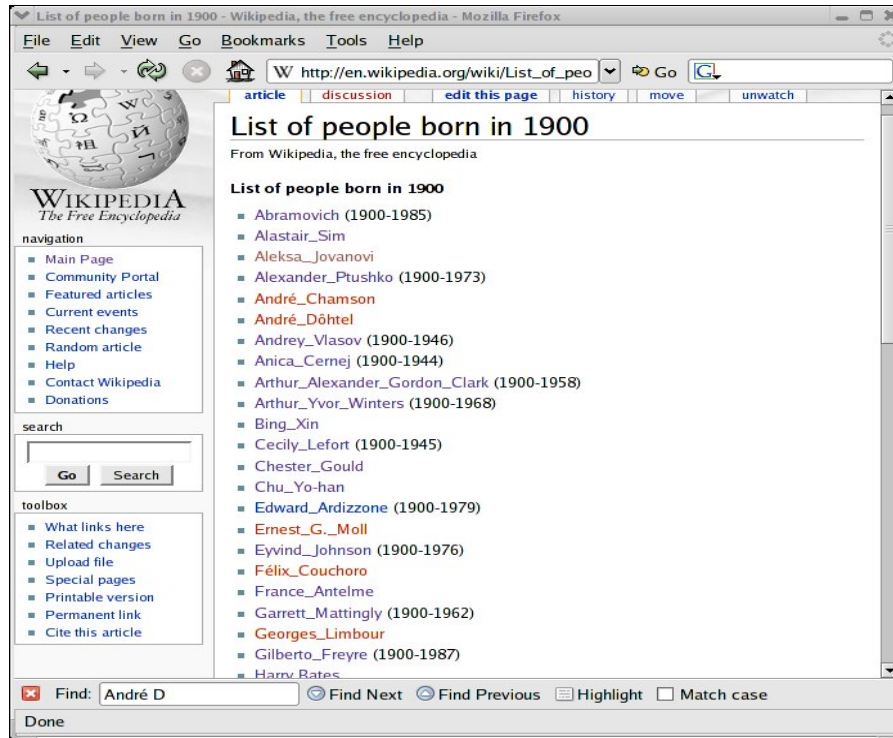 List of people born in 1900 - Wikipedia, the free encyclopedia - Mozilla Firefox
File Edit View Go Bookmarks Tools Help
W http://en.wikipedia.org/wiki/List_of_peo Go G
article discussion edit this page history move unwatch
Ω W И 祖
WIKIPEDIA
The Free Encyclopedia
navigation
Main Page
Community Portal
Featured articles
Current events
Recent changes
Random article
Help
Contact Wikipedia
Donations
search
Go Search
toolbox
What links here
Related changes
Upload file
Special pages
Printable version
Permanent link
Cite this article
List of people born in 1900
From Wikipedia, the free encyclopedia
List of people born in 1900
Abramovich (1900-1985)
Alastair_Sim
Aleksa_Jovanovi
Alexander_Ptushko (1900-1973)
André_Chamson
André_Dôhtel
Andrey_Vlasov (1900-1946)
Anica_Cernej (1900-1944)
Arthur_Alexander_Gordon_Clark (1900-1958)
Arthur_Yvor_Winters (1900-1968)
Bing_Xin
Cecily_Lefort (1900-1945)
Chester_Gould
Chu_Yo-han
Edward_Ardizzone (1900-1979)
Ernest_G._Moll
Eyvind_Johnson (1900-1976)
Félix_Couchoro
France_Antelme
Garrett_Mattingly (1900-1962)
Georges_Limbour
Gilberto_Freyre (1900-1987)
Harry Bates
Find: André D Find Next Find Previous Highlight Match case
Done